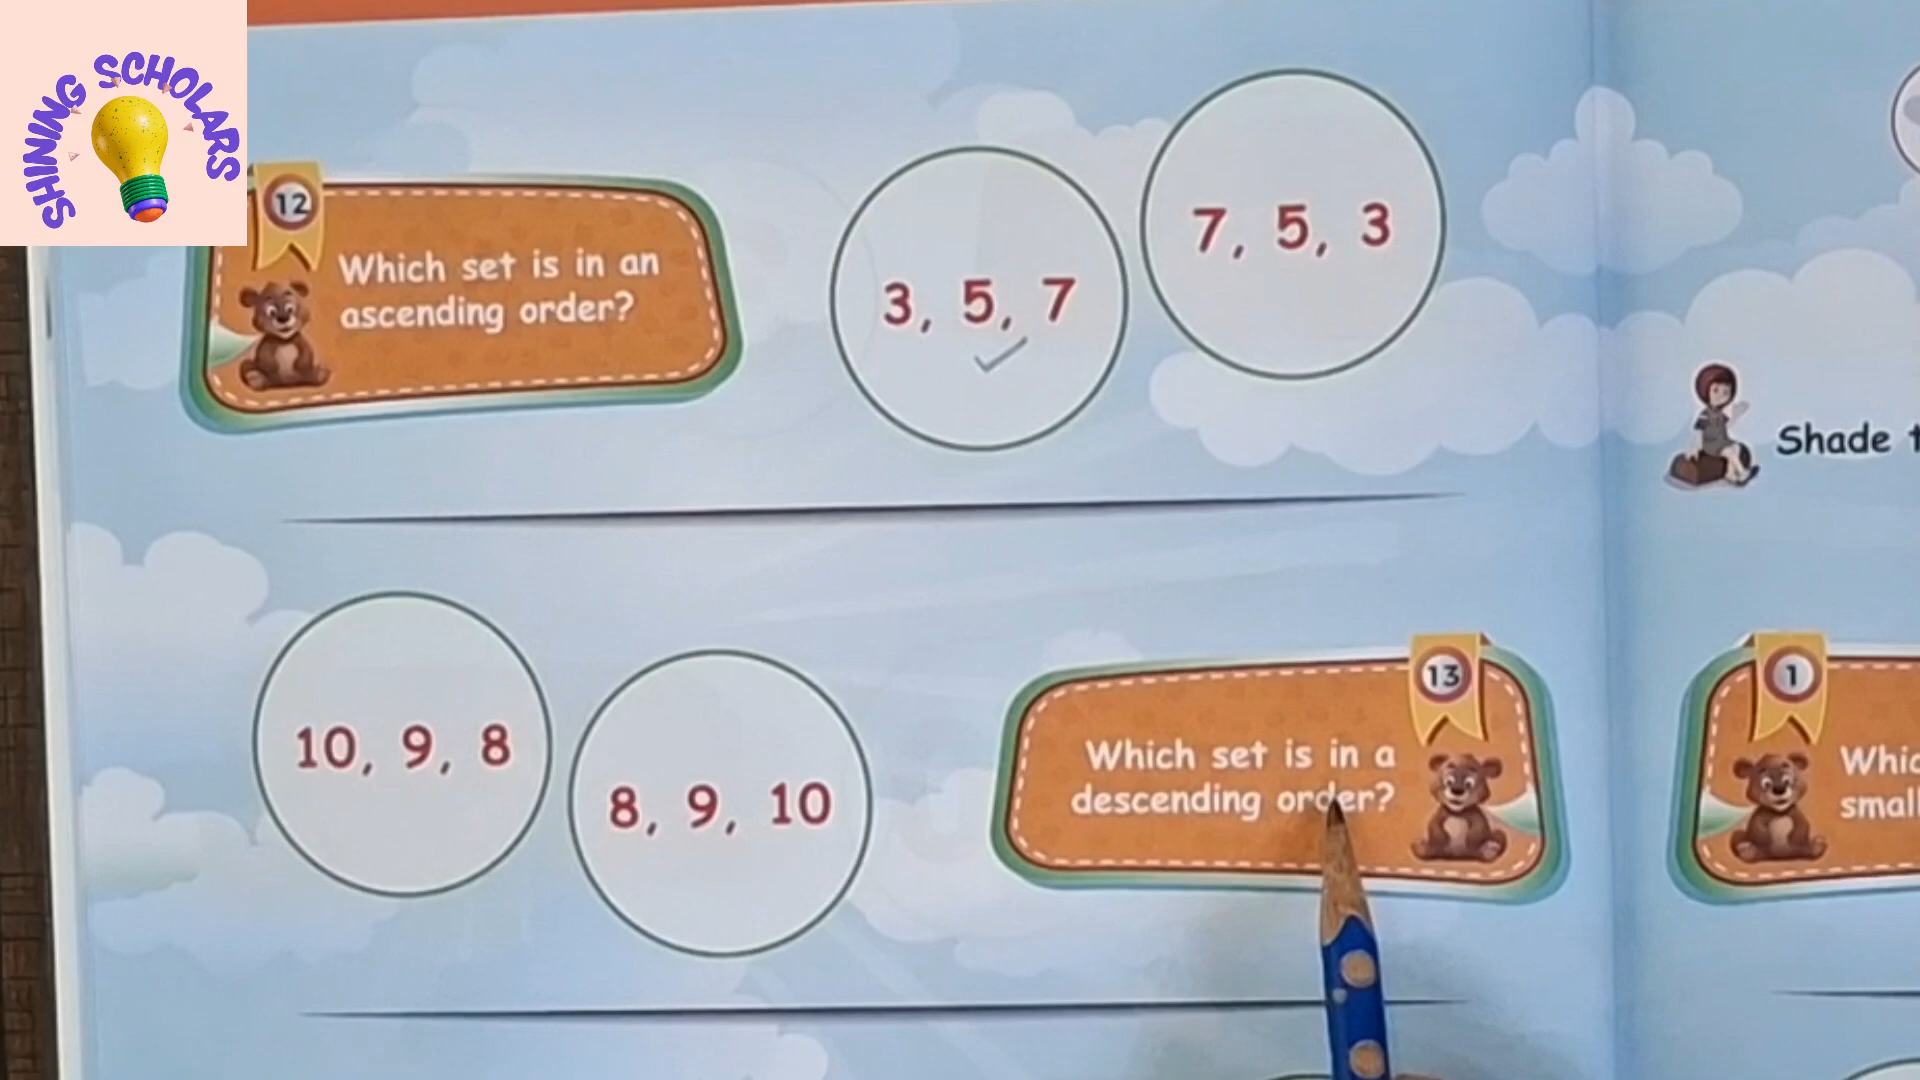 SHINING SCHOLARS
12
Which set is in an
ascending order?
3, 5, 7
7, 5, 3
Shade
10, 9, 8
8, 9, 10
13
Which set is in a
descending order?
1